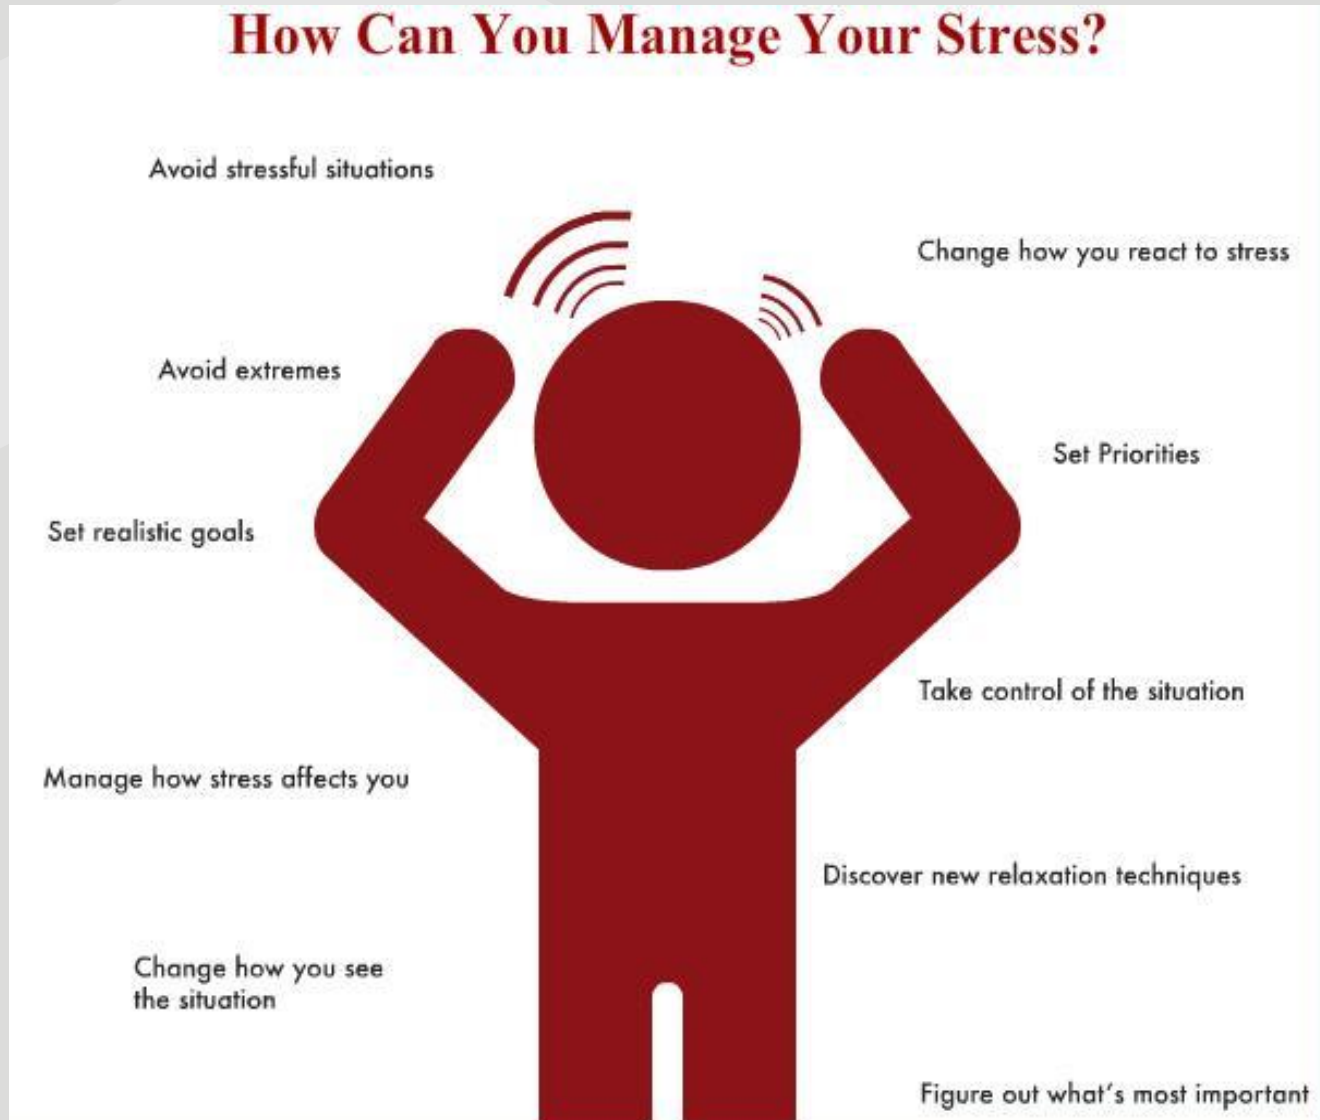 How Can You Manage Your Stress?
Avoid stressful situations
Change how you react to stress
Avoid extremes
Set Priorities
Set realistic goals
Take control of the situation
Manage how stress affects you
Discover new relaxation techniques
Change how you see
the situation
Figure out what's most important